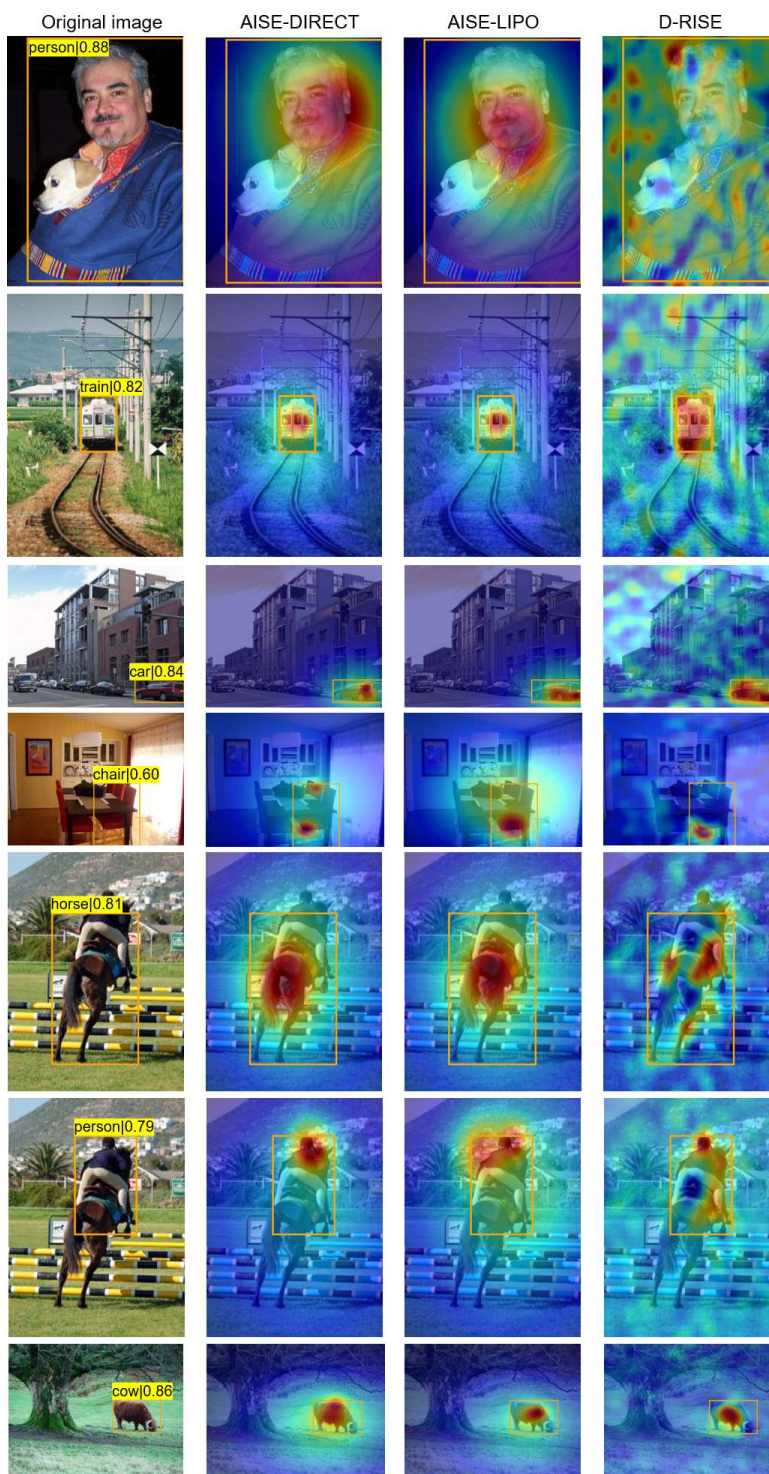 Original image AISE-DIRECT AISE-LIPO D-RISE
person|0.88
train|0.82
car|0.84
chair|0.60
horse|0.81
person|0.79
cow|0.86